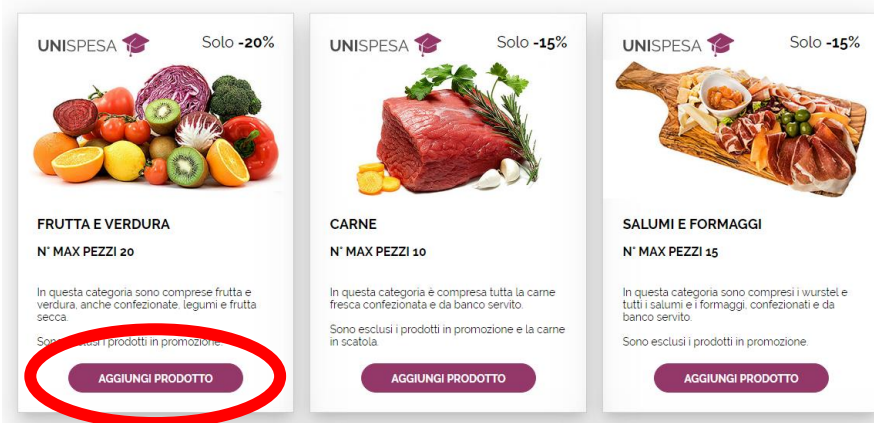 UNISPESA Solo -20%
FRUTTA E VERDURA
N° MAX PEZZI 20
In questa categoria sono comprese frutta e
verdura, anche confezionate, legumi e frutta
secca.
Sono esclusi i prodotti in promozione.
AGGIUNGI PRODOTTO
UNISPESA Solo -15%
CARNE
N° MAX PEZZI 10
In questa categoria è compresa tutta la carne
fresca confezionata e da banco servito.
Sono esclusi i prodotti in promozione e la carne
in scatola.
AGGIUNGI PRODOTTO
UNISPESA Solo -15%
SALUMI E FORMAGGI
N° MAX PEZZI 15
In questa categoria sono compresi i wurstel e
tutti i salumi e i formaggi, confezionati e da
banco servito.
Sono esclusi i prodotti in promozione.
AGGIUNGI PRODOTTO